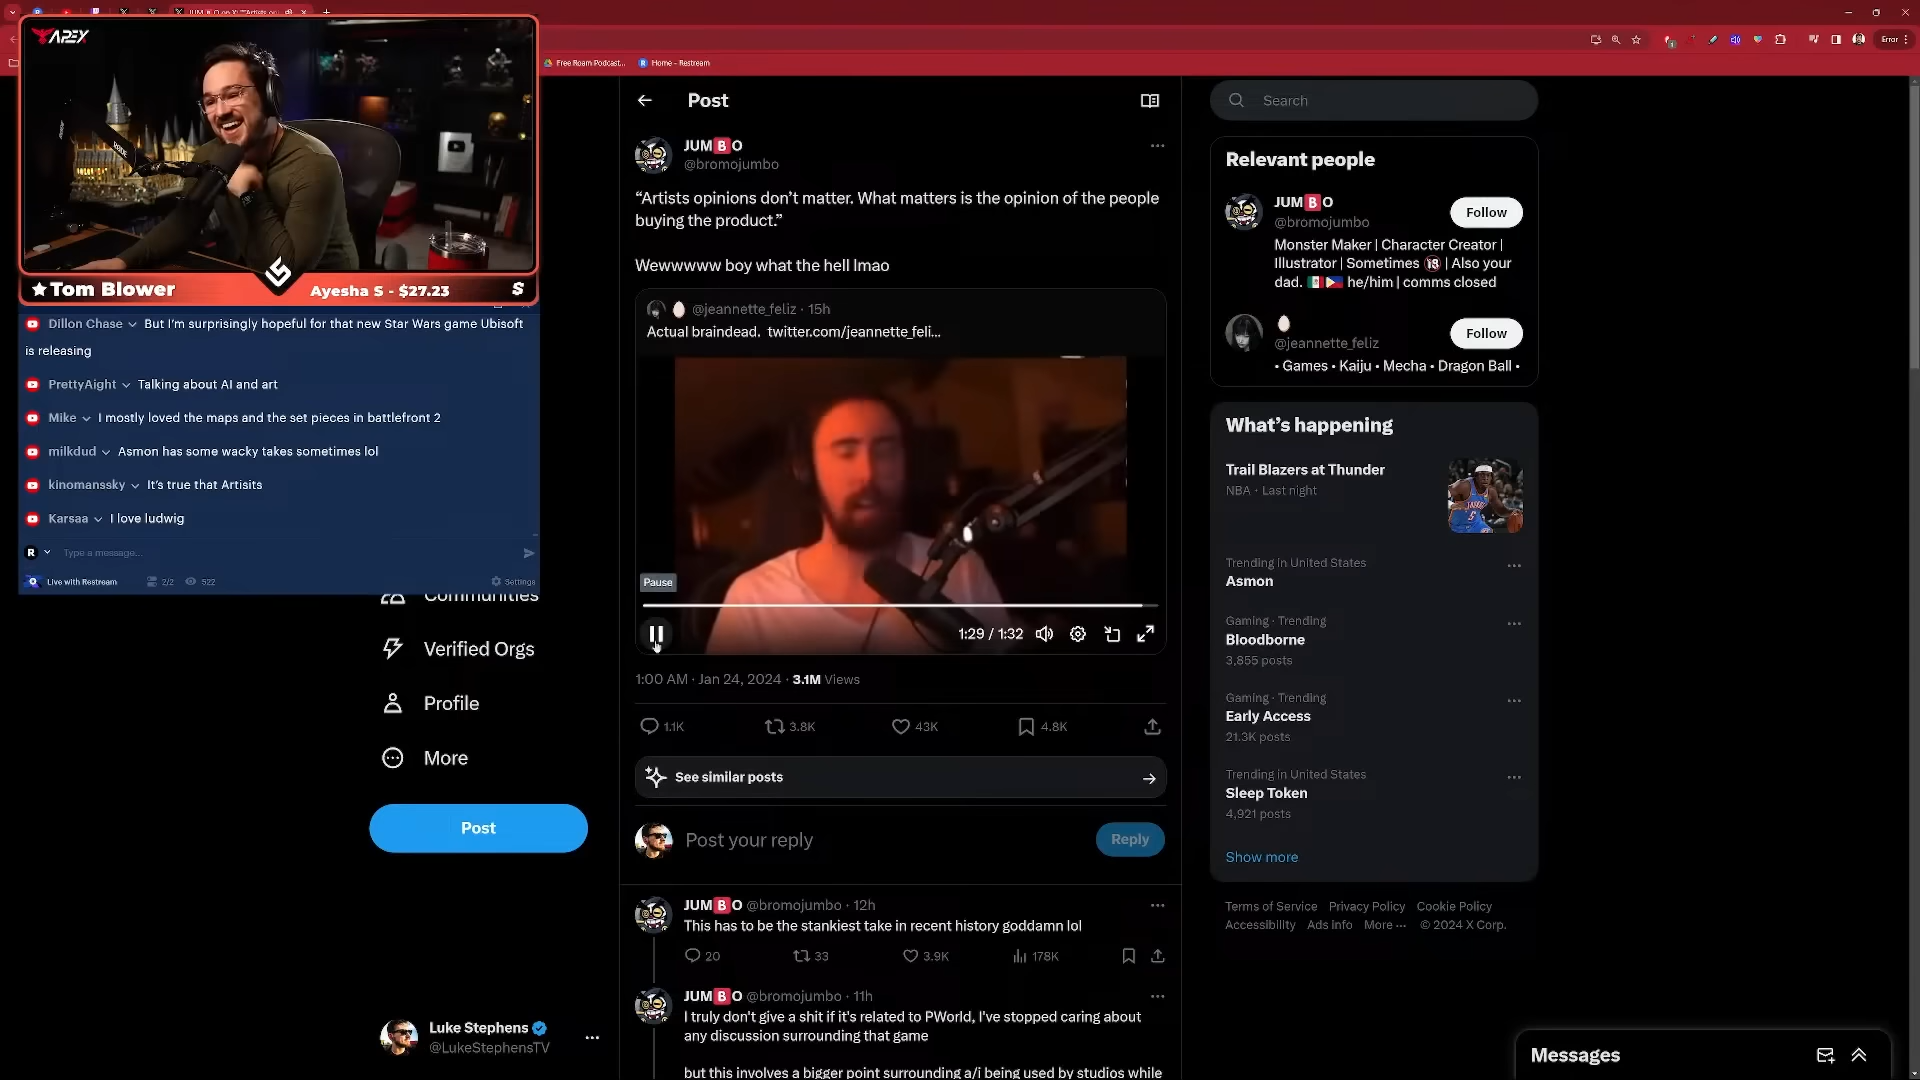 APEX
Tom Blower
Ayesha S - $27.23
Dillon Chase But I'm surprisingly hopeful for that new Star Wars game Ubisoft
is releasing
PrettyAight Talking about AI and art
Mike I mostly loved the maps and the set pieces in battlefront 2
milkdud Asmon has some wacky takes sometimes lol
kinomanssky It's true that Artisits
Karsaa I love ludwig
R Type a message...
Live with Restream 2/2 522 Settings
Communities
Verified Orgs
Profile
More
Post
Luke Stephens
@LukeStephensTV
Free Roam Podcast... Home - Restream
Error
Post
JUMBO
@bromojumbo
“Artists opinions don’t matter. What matters is the opinion of the people
buying the product.”
Wewwwww boy what the hell lmao
@jeannette_feliz · 15h
Actual braindead. twitter.com/jeannette_feli...
Pause
1:29 / 1:32
1:00 AM · Jan 24, 2024 · 3.1M Views
1.1K 3.8K 43K 4.8K
See similar posts
Post your reply
Reply
JUMBO @bromojumbo · 12h
This has to be the stankiest take in recent history goddamn lol
20 33 3.9K 178K
JUMBO @bromojumbo · 11h
I truly don't give a shit if it's related to PWorld, I've stopped caring about
any discussion surrounding that game
but this involves a bigger point surrounding a/i being used by studios while
Search
Relevant people
JUMBO
@bromojumbo
Follow
Monster Maker | Character Creator |
Illustrator | Sometimes 🔞 | Also your
dad. 🇲🇽🇵🇭 he/him | comms closed
@jeannette_feliz
Follow
• Games • Kaiju • Mecha • Dragon Ball •
What’s happening
Trail Blazers at Thunder
NBA · Last night
Trending in United States
Asmon
Gaming · Trending
Bloodborne
3,855 posts
Gaming · Trending
Early Access
21.3K posts
Trending in United States
Sleep Token
4,921 posts
Show more
Terms of Service Privacy Policy Cookie Policy
Accessibility Ads info More ··· © 2024 X Corp.
Messages